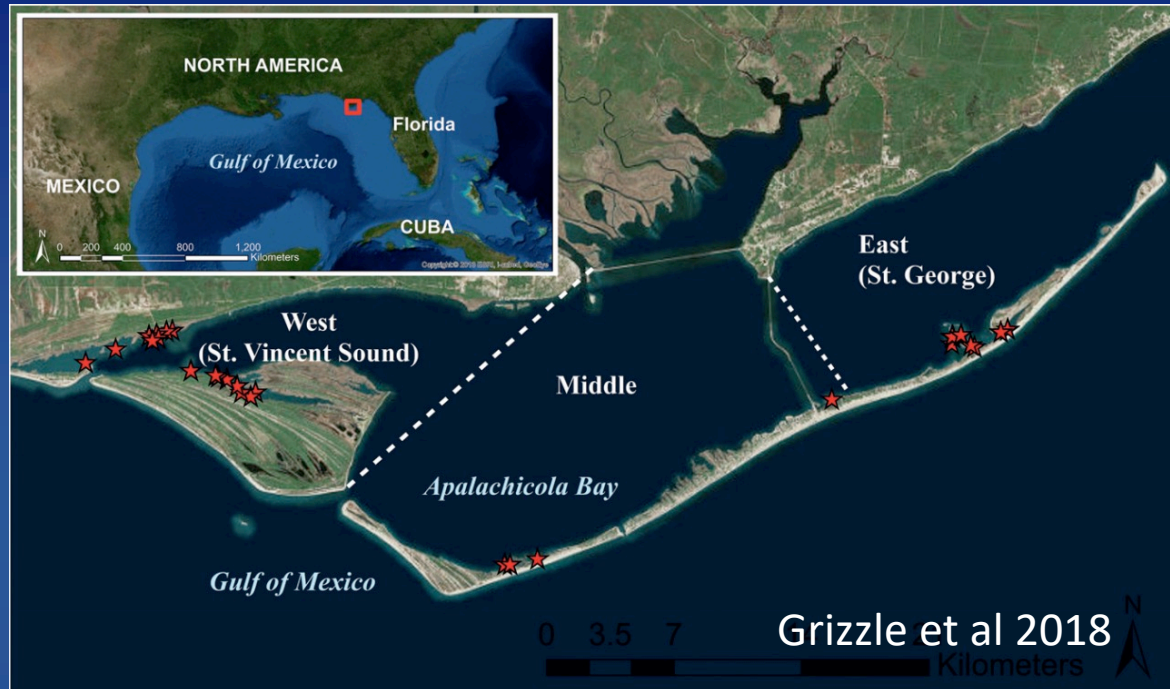 NORTH AMERICA
Florida
Gulf of Mexico
MEXICO
CUBA
N
0 200 400 800 1,200
Kilometers
East
(St. George)
West
(St. Vincent Sound)
Middle
Apalachicola Bay
Gulf of Mexico
Grizzle et al 2018
N
0 3.5 7
Kilometers